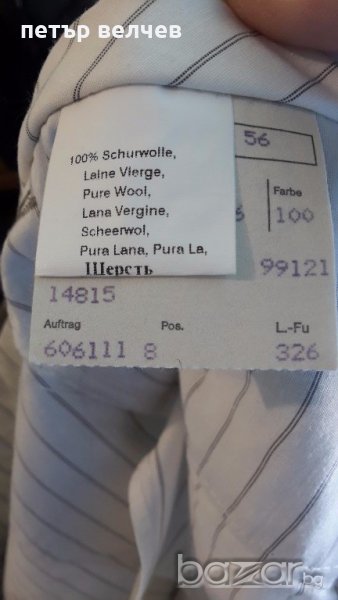 петър велчев
56
100% Schurwolle,
Laine Vierge,
Pure Wool,
Lana Vergine,
Scheerwol,
Pura Lana, Pura La,
Шерсть
Farbe
6 100
99121
14815
Auftrag Pos. L.-Fu
606111 8 326
bazar.bg